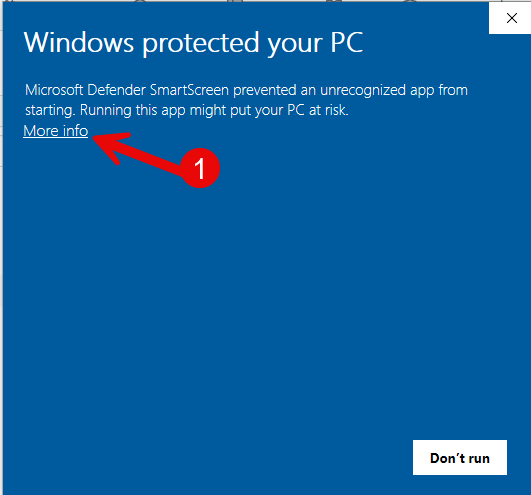 Windows protected your PC
Microsoft Defender SmartScreen prevented an unrecognized app from
starting. Running this app might put your PC at risk.
More info
1
Don't run